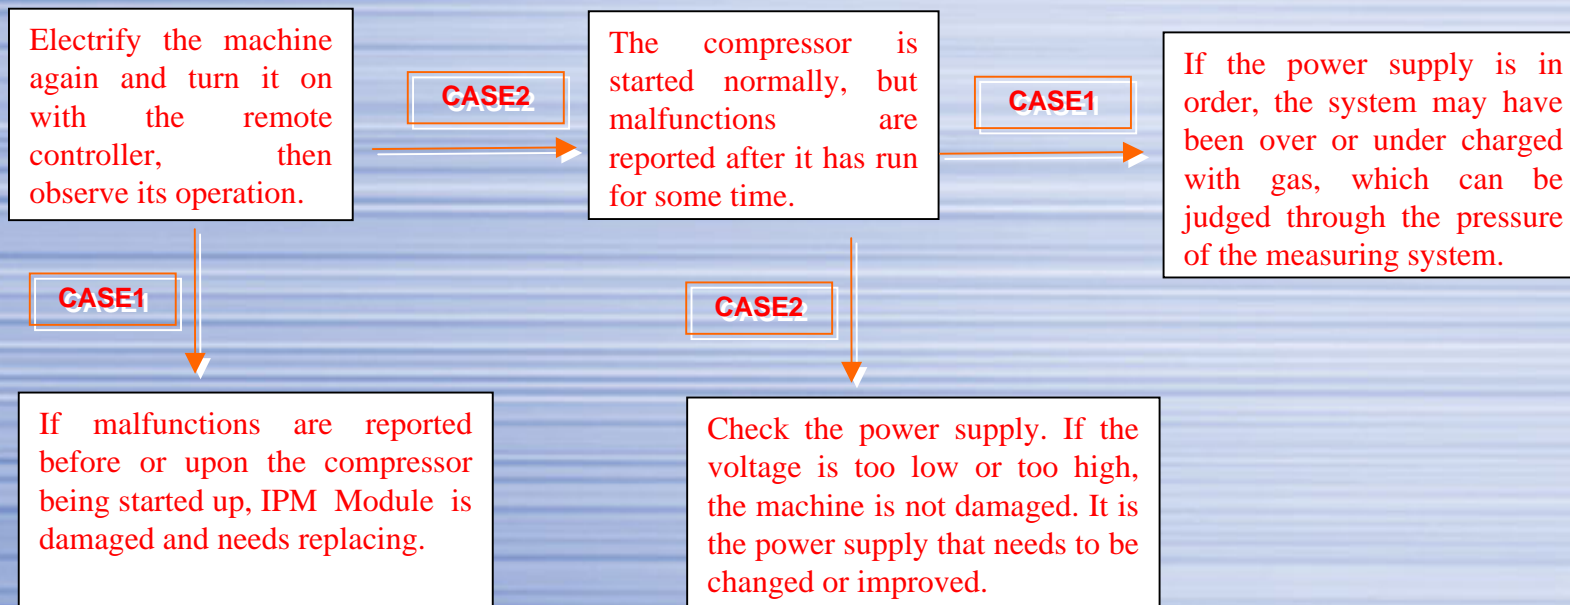 Electrify the machine
again and turn it on
with the remote
controller, then
observe its operation.
CASE2
The compressor is
started normally, but
malfunctions are
reported after it has run
for some time.
CASE1
If the power supply is in
order, the system may have
been over or under charged
with gas, which can be
judged through the pressure
of the measuring system.
CASE1
CASE2
If malfunctions are reported
before or upon the compressor
being started up, IPM Module is
damaged and needs replacing.
Check the power supply. If the
voltage is too low or too high,
the machine is not damaged. It is
the power supply that needs to be
changed or improved.